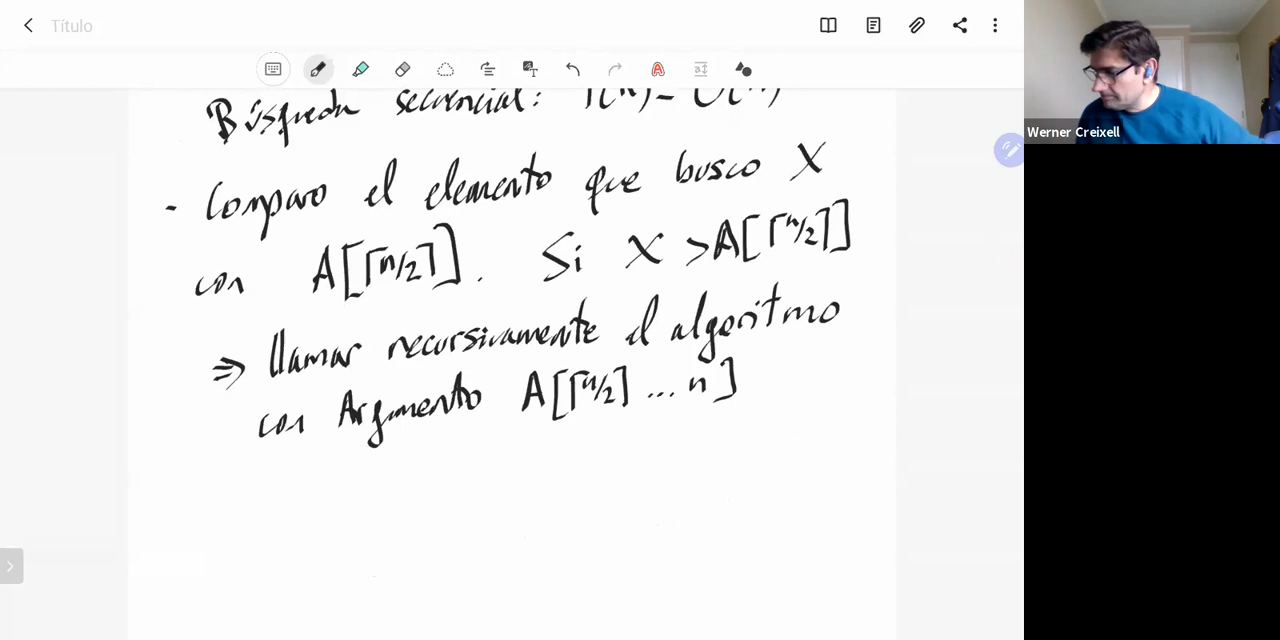 Título
Búsqueda secuencial: T(n) = O(n)
- Comparo el elemento que busco X
con A[⌈n/2⌉]. Si X > A[⌈n/2⌉]
⇒ llamar recursivamente el algoritmo
con Argumento A[⌈n/2⌉ ... n]
Werner Creixell